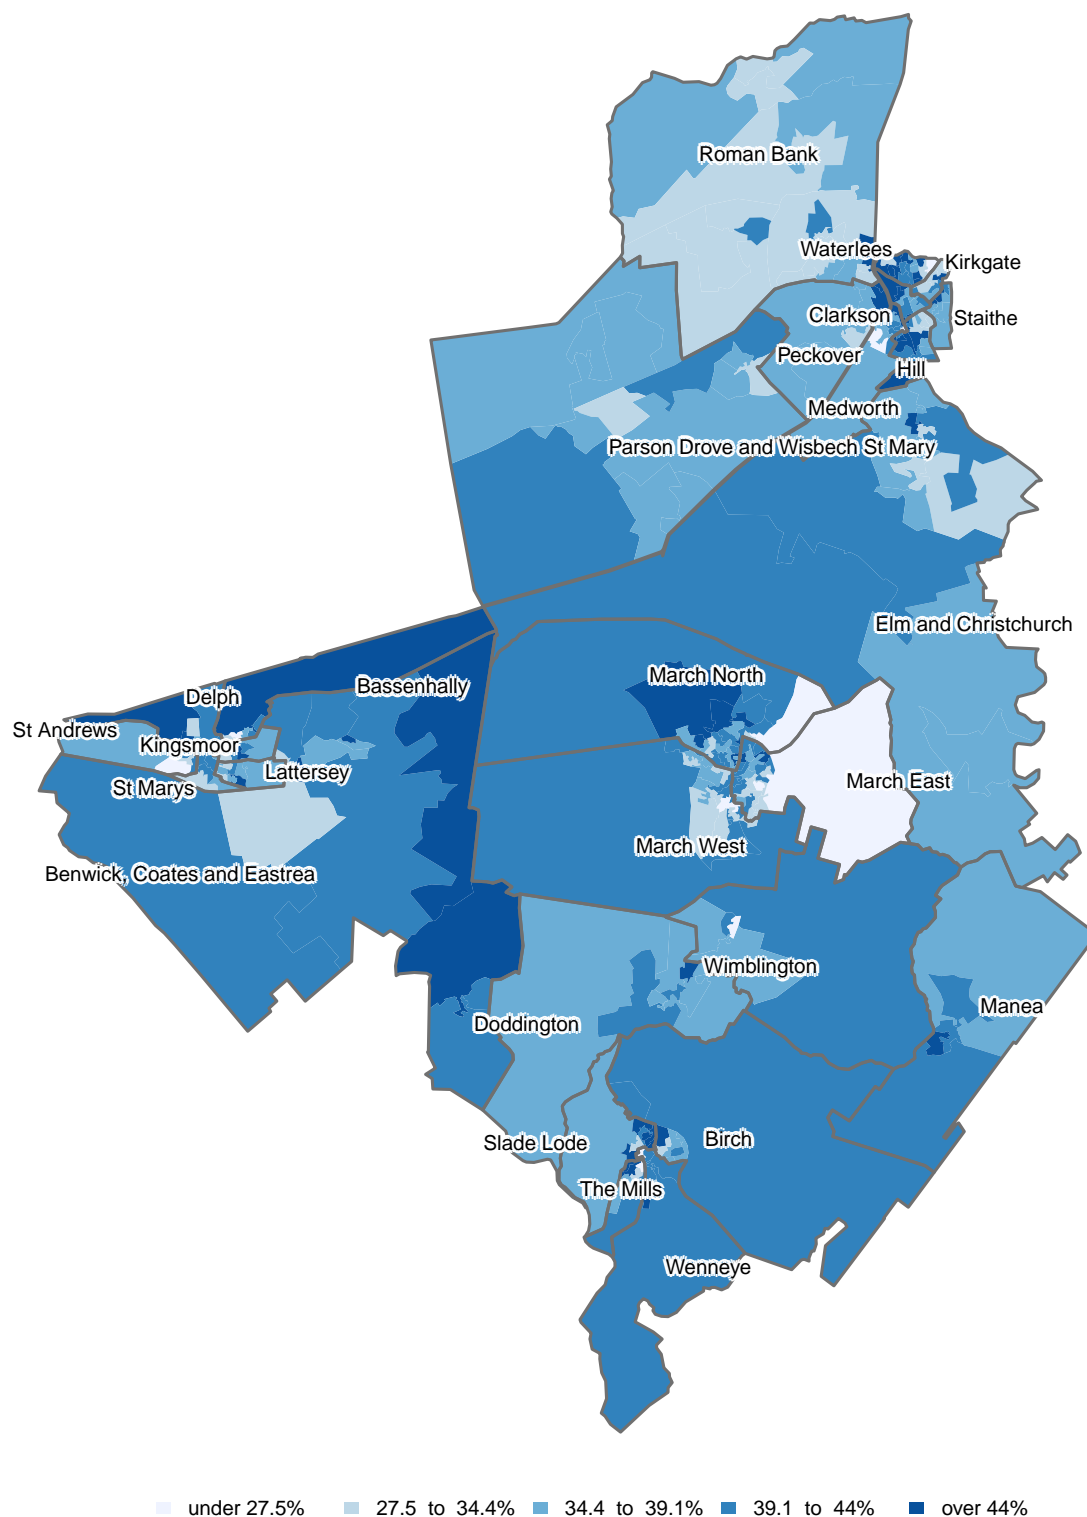 Roman Bank
Waterlees
Kirkgate
Clarkson
Staithe
Peckover
Hill
Medworth
Parson Drove and Wisbech St Mary
Elm and Christchurch
March North
Bassenhally
Delph
St Andrews
Kingsmoor
Lattersey
St Marys
March East
March West
Benwick, Coates and Eastrea
Wimblington
Manea
Doddington
Birch
Slade Lode
The Mills
Wenneye
under 27.5% 27.5 to 34.4% 34.4 to 39.1% 39.1 to 44% over 44%